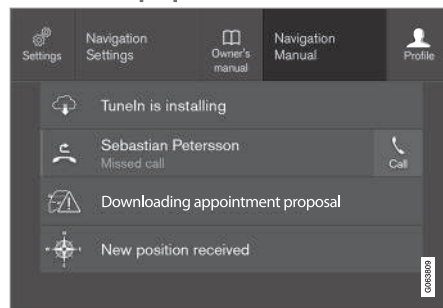 Settings
Navigation
Settings
Owner's
manual
Navigation
Manual
Profile
TuneIn is installing
Sebastian Petersson
Missed call
Call
Downloading appointment proposal
New position received
G063809